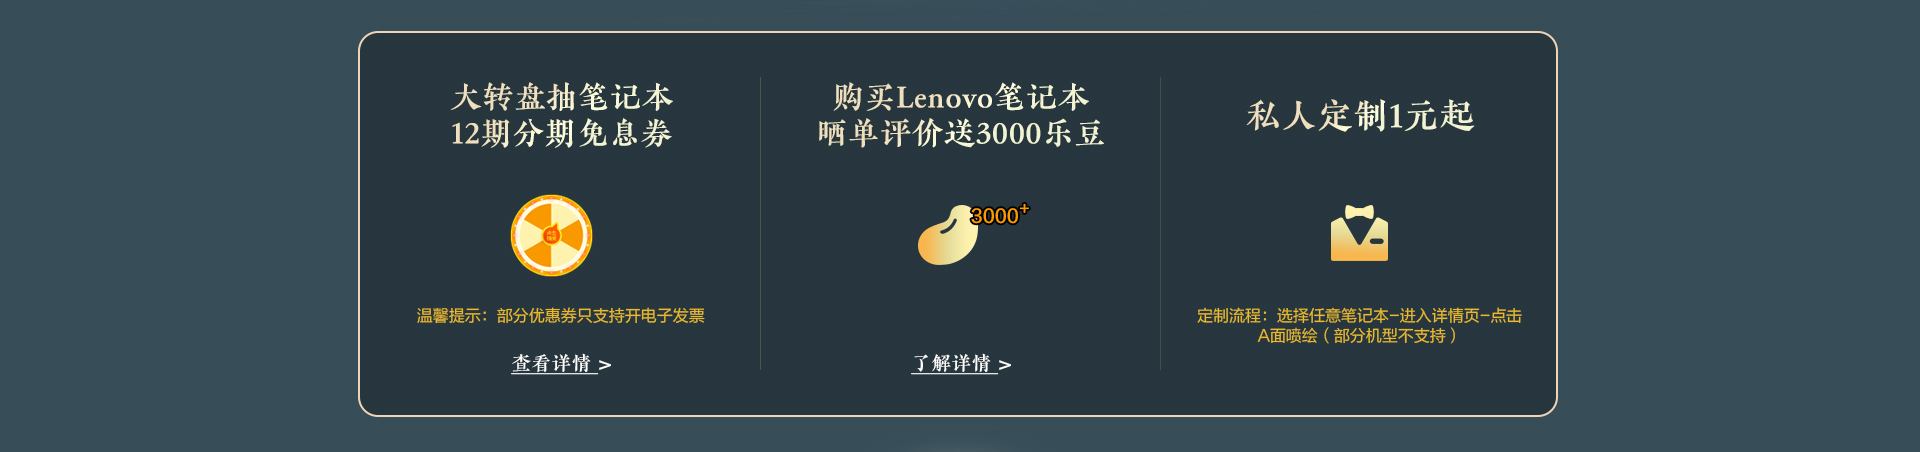 大转盘抽笔记本
12期分期免息券
温馨提示：部分优惠券只支持开电子发票
查看详情 >
购买Lenovo笔记本
晒单评价送3000乐豆
3000+
了解详情 >
私人定制1元起
定制流程：选择任意笔记本-进入详情页-点击
A面喷绘（部分机型不支持）